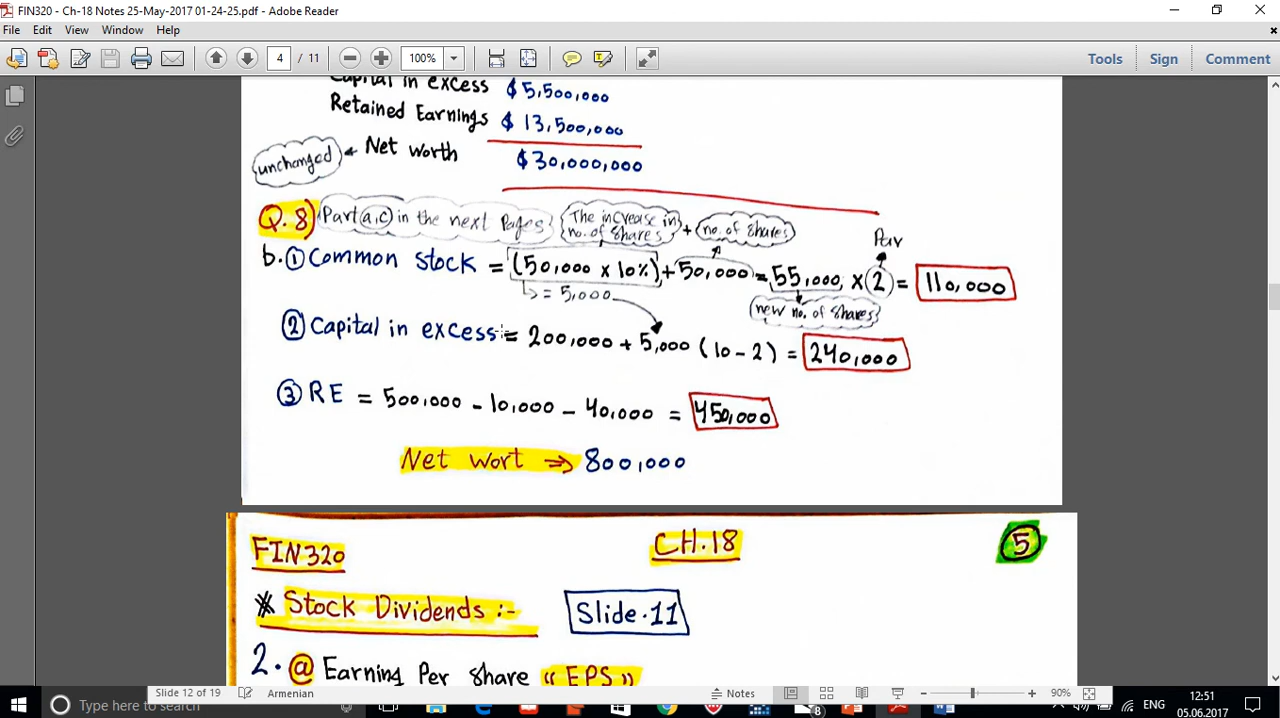 FIN320 - Ch-18 Notes 25-May-2017 01-24-25.pdf - Adobe Reader
File Edit View Window Help
4 / 11 100% Tools Sign Comment
Capital in excess $5,500,000
Retained Earnings $ 13,500,000
unchanged ← Net worth $30,000,000
Q.8) Part (a,c) in the next Pages The increase in no. of shares + no. of shares
Par
b. ① Common stock = (50,000 x 10%) + 50,000 = 55,000 x 2 = 110,000
= 5,000 new no. of shares
② Capital in excess = 200,000 + 5,000 (10 - 2) = 240,000
③ RE = 500,000 - 10,000 - 40,000 = 450,000
Net wort ⇒ 800,000
FIN320 CH.18 5
* Stock Dividends :- Slide.11
2. @ Earning Per share "EPS"
Slide 12 of 19 Armenian Notes 90%
Type here to search 8 ENG 12:51
05.06.2017